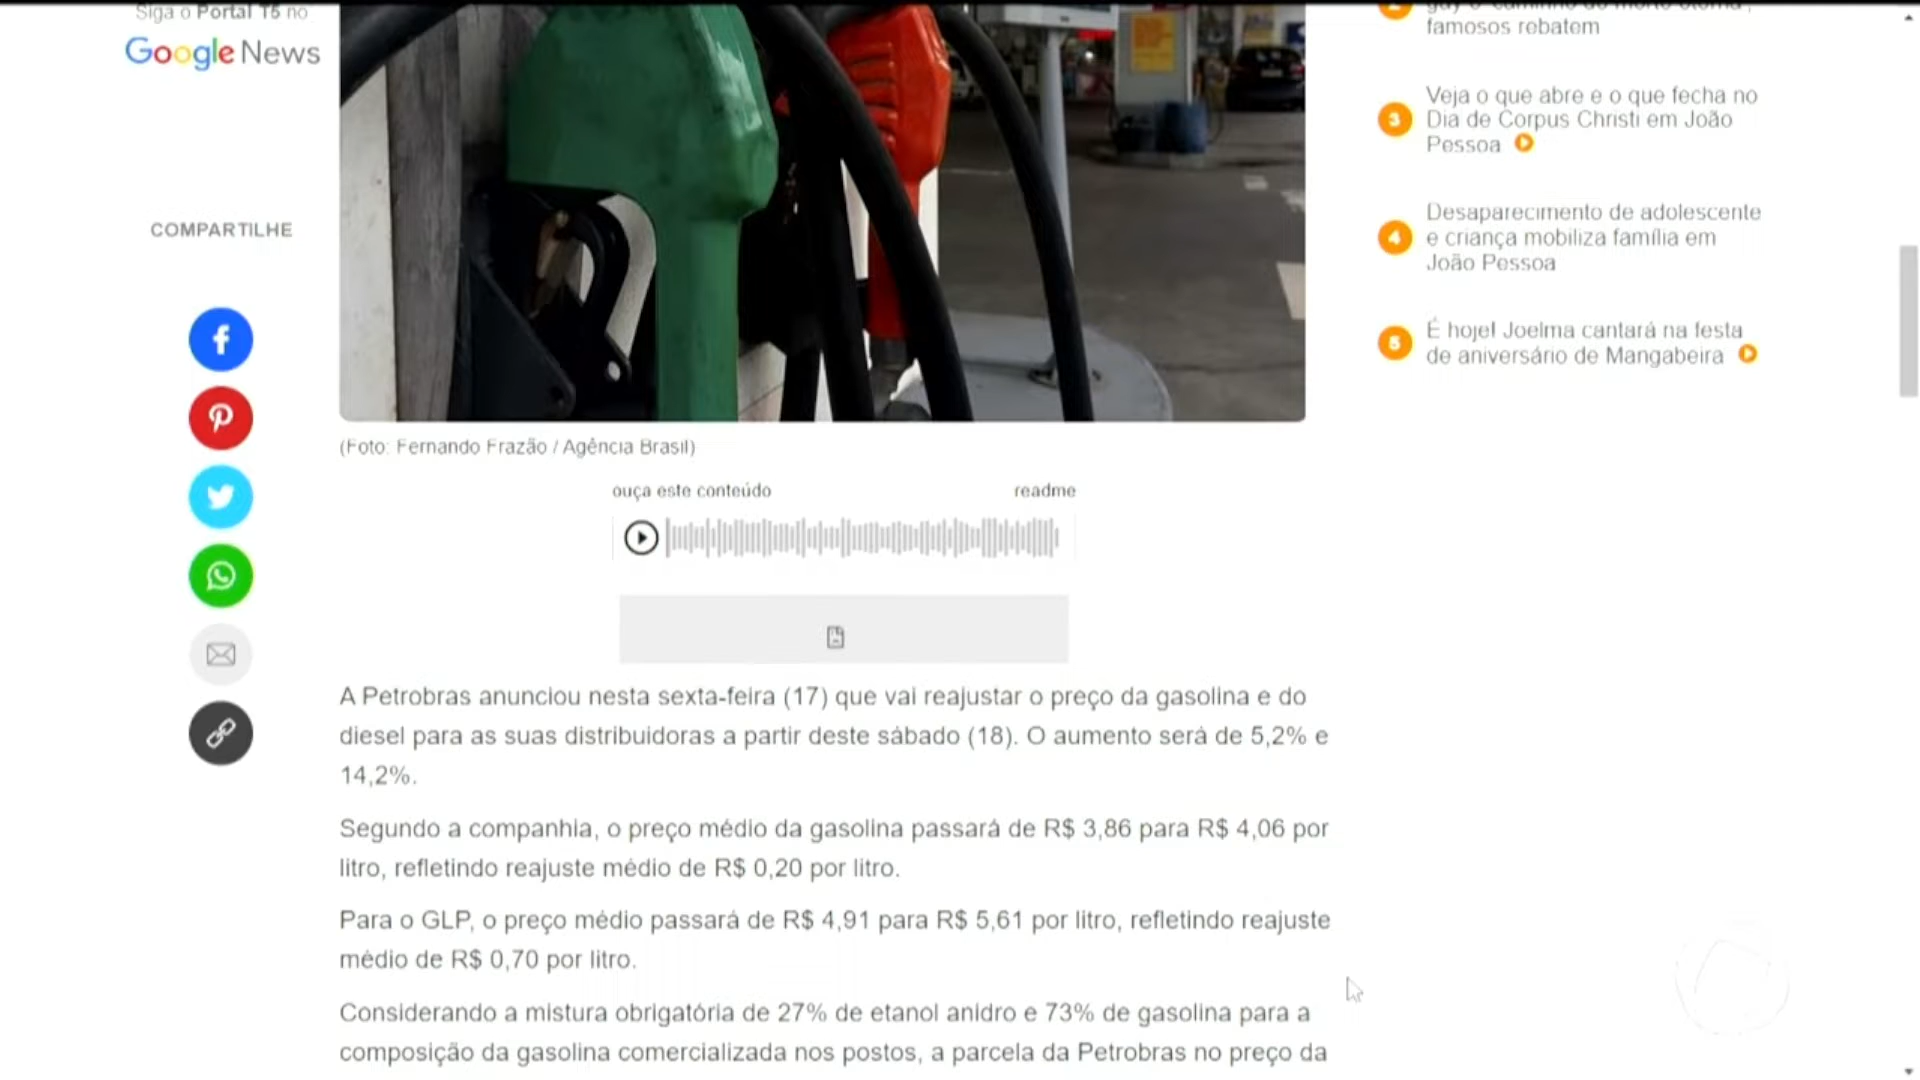 Siga o Portal T5 no
Google News
COMPARTILHE
(Foto: Fernando Frazão / Agência Brasil)
ouça este conteúdo
readme
A Petrobras anunciou nesta sexta-feira (17) que vai reajustar o preço da gasolina e do
diesel para as suas distribuidoras a partir deste sábado (18). O aumento será de 5,2% e
14,2%.
Segundo a companhia, o preço médio da gasolina passará de R$ 3,86 para R$ 4,06 por
litro, refletindo reajuste médio de R$ 0,20 por litro.
Para o GLP, o preço médio passará de R$ 4,91 para R$ 5,61 por litro, refletindo reajuste
médio de R$ 0,70 por litro.
Considerando a mistura obrigatória de 27% de etanol anidro e 73% de gasolina para a
composição da gasolina comercializada nos postos, a parcela da Petrobras no preço da
famosos rebatem
3
Veja o que abre e o que fecha no
Dia de Corpus Christi em João
Pessoa
4
Desaparecimento de adolescente
e criança mobiliza família em
João Pessoa
5
É hoje! Joelma cantará na festa
de aniversário de Mangabeira